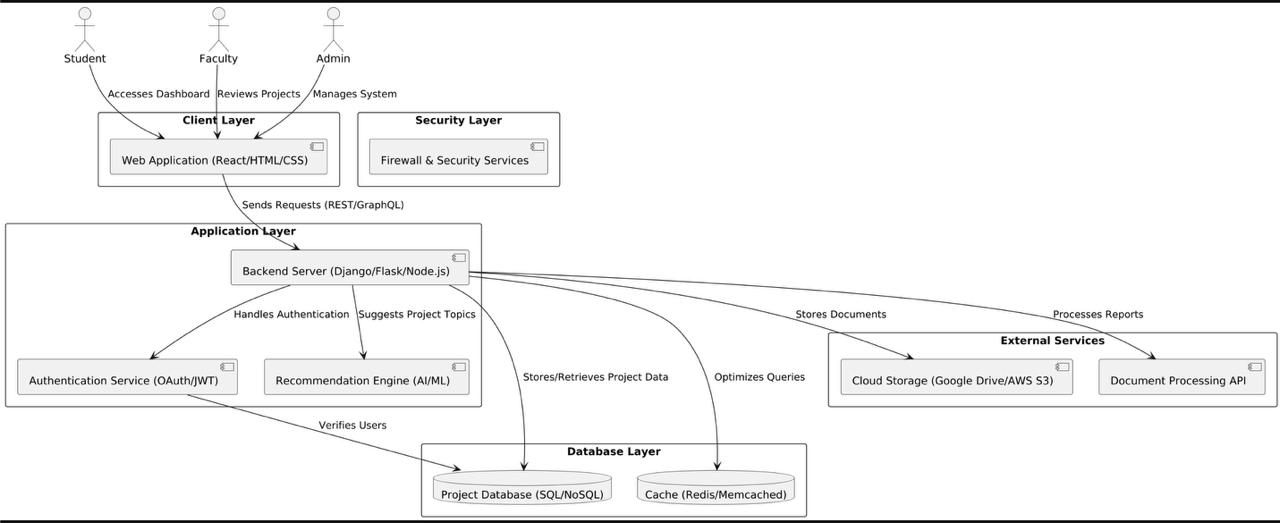 Student
Faculty
Admin
Accesses Dashboard
Reviews Projects
Manages System
Client Layer
Security Layer
Web Application (React/HTML/CSS)
Firewall & Security Services
Sends Requests (REST/GraphQL)
Application Layer
Backend Server (Django/Flask/Node.js)
Handles Authentication
Suggests Project Topics
Stores Documents
Processes Reports
External Services
Authentication Service (OAuth/JWT)
Recommendation Engine (AI/ML)
Stores/Retrieves Project Data
Optimizes Queries
Cloud Storage (Google Drive/AWS S3)
Document Processing API
Verifies Users
Database Layer
Project Database (SQL/NoSQL)
Cache (Redis/Memcached)